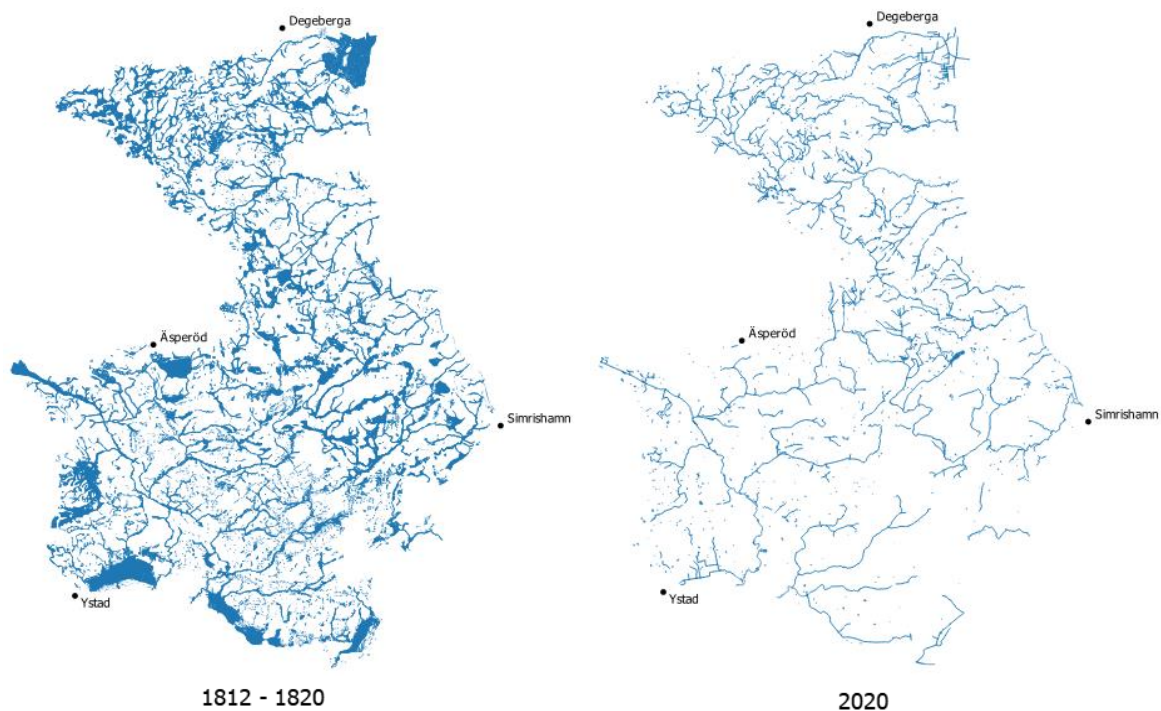 Degeberga
Äsperöd
Simrishamn
Ystad
1812 - 1820
Degeberga
Äsperöd
Simrishamn
Ystad
2020